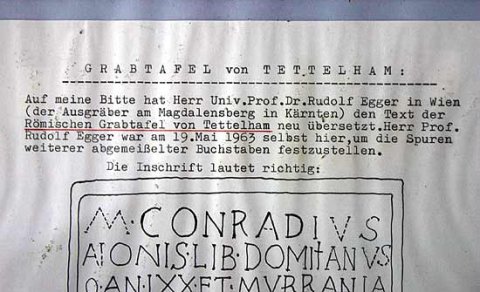 GRABTAFEL von TETTELHAM:
Auf meine Bitte hat Herr Univ.Prof.Dr.Rudolf Egger in Wien
(der Ausgräber am Magdalensberg in Kärnten) den Text der
Römischen Grabtafel von Tettelham neu übersetzt.Herr Prof.
Rudolf Egger war am 19.Mai 1963 selbst hier,um die Spuren
weiterer abgemeißelter Buchstaben festzustellen.
Die Inschrift lautet richtig:
M·CONRADIVS
AIONIS·LIB·DOMITANVS
O·AN·IXX·ET·MVRRANIA